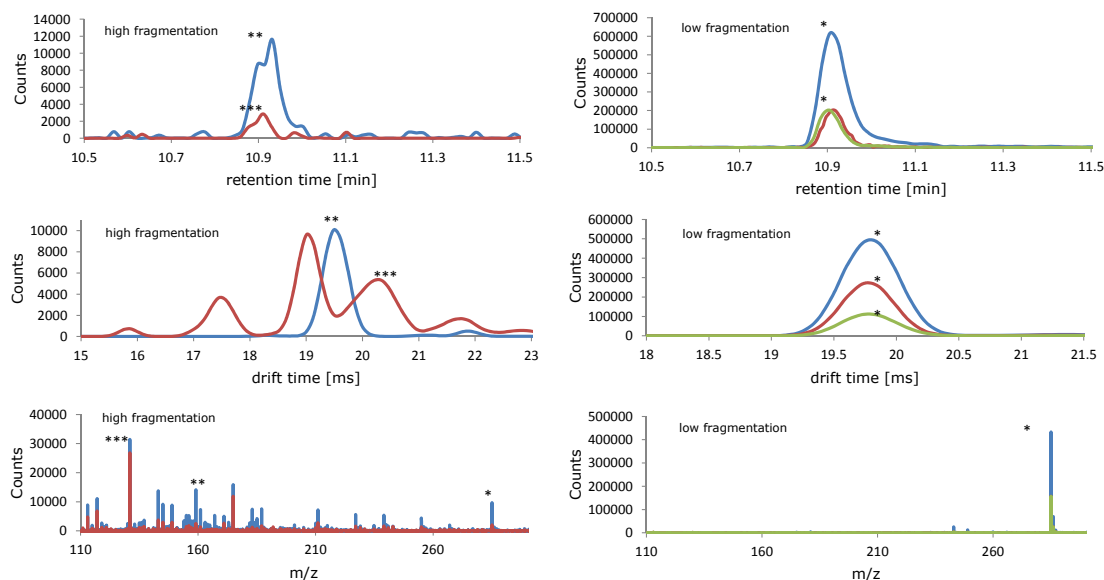 high fragmentation
**
***
Counts
14000
12000
10000
8000
6000
4000
2000
0
10.5 10.7 10.9 11.1 11.3 11.5
retention time [min]
low fragmentation
*
*
Counts
700000
600000
500000
400000
300000
200000
100000
0
10.5 10.7 10.9 11.1 11.3 11.5
retention time [min]
high fragmentation
**
***
Counts
10000
8000
6000
4000
2000
0
15 16 17 18 19 20 21 22 23
drift time [ms]
low fragmentation
*
*
*
Counts
600000
500000
400000
300000
200000
100000
0
18 18.5 19 19.5 20 20.5 21 21.5
drift time [ms]
high fragmentation
***
**
*
Counts
40000
30000
20000
10000
0
110 160 210 260
m/z
low fragmentation
*
Counts
500000
400000
300000
200000
100000
0
110 160 210 260
m/z